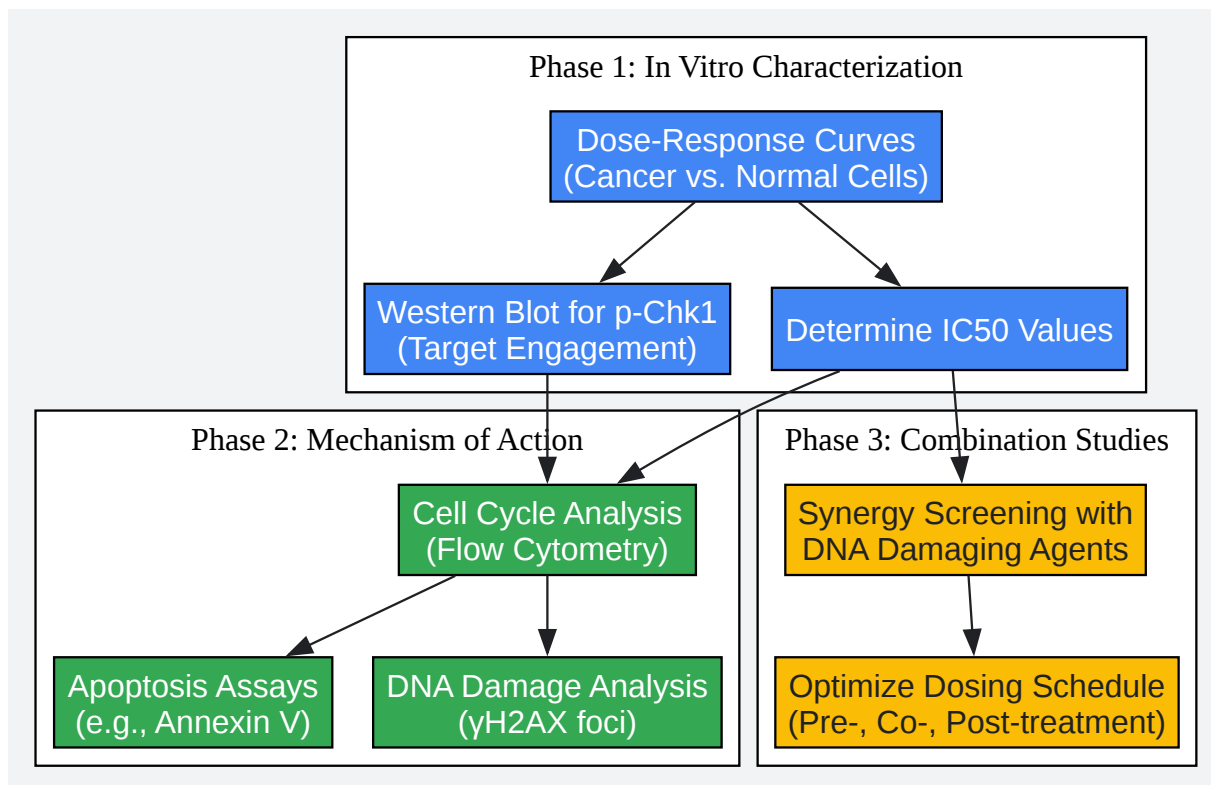 Phase 1: In Vitro Characterization
Dose-Response Curves
(Cancer vs. Normal Cells)
Western Blot for p-Chk1
(Target Engagement)
Determine IC50 Values
Phase 2: Mechanism of Action
Cell Cycle Analysis
(Flow Cytometry)
Apoptosis Assays
(e.g., Annexin V)
DNA Damage Analysis
(γH2AX foci)
Phase 3: Combination Studies
Synergy Screening with
DNA Damaging Agents
Optimize Dosing Schedule
(Pre-, Co-, Post-treatment)